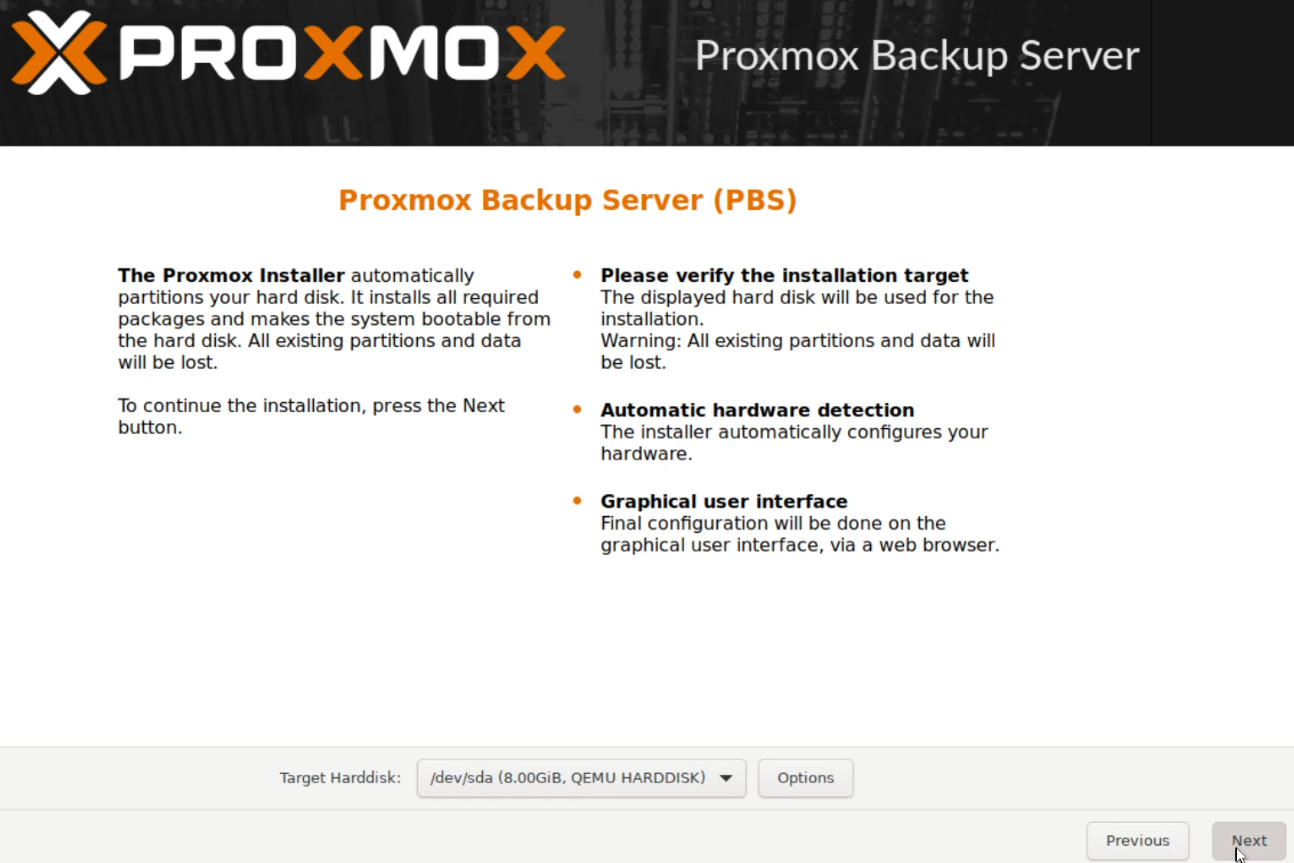 PROXMOX
Proxmox Backup Server
Proxmox Backup Server (PBS)
The Proxmox Installer automatically
partitions your hard disk. It installs all required
packages and makes the system bootable from
the hard disk. All existing partitions and data
will be lost.
To continue the installation, press the Next
button.
Please verify the installation target
The displayed hard disk will be used for the
installation.
Warning: All existing partitions and data will
be lost.
Automatic hardware detection
The installer automatically configures your
hardware.
Graphical user interface
Final configuration will be done on the
graphical user interface, via a web browser.
Target Harddisk: /dev/sda (8.00GiB, QEMU HARDDISK) Options
Previous Next